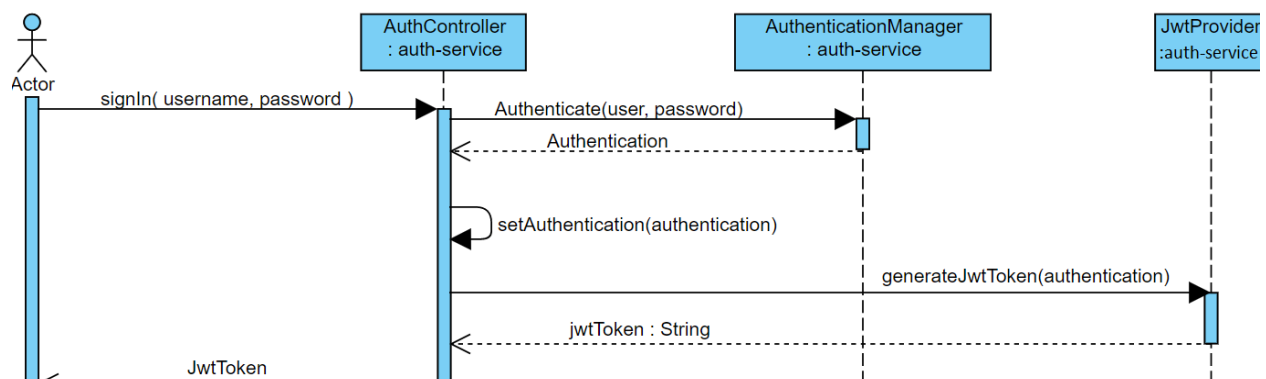 AuthController
: auth-service
AuthenticationManager
: auth-service
JwtProvider
:auth-service
Actor
signIn( username, password )
Authenticate(user, password)
Authentication
setAuthentication(authentication)
generateJwtToken(authentication)
jwtToken : String
JwtToken